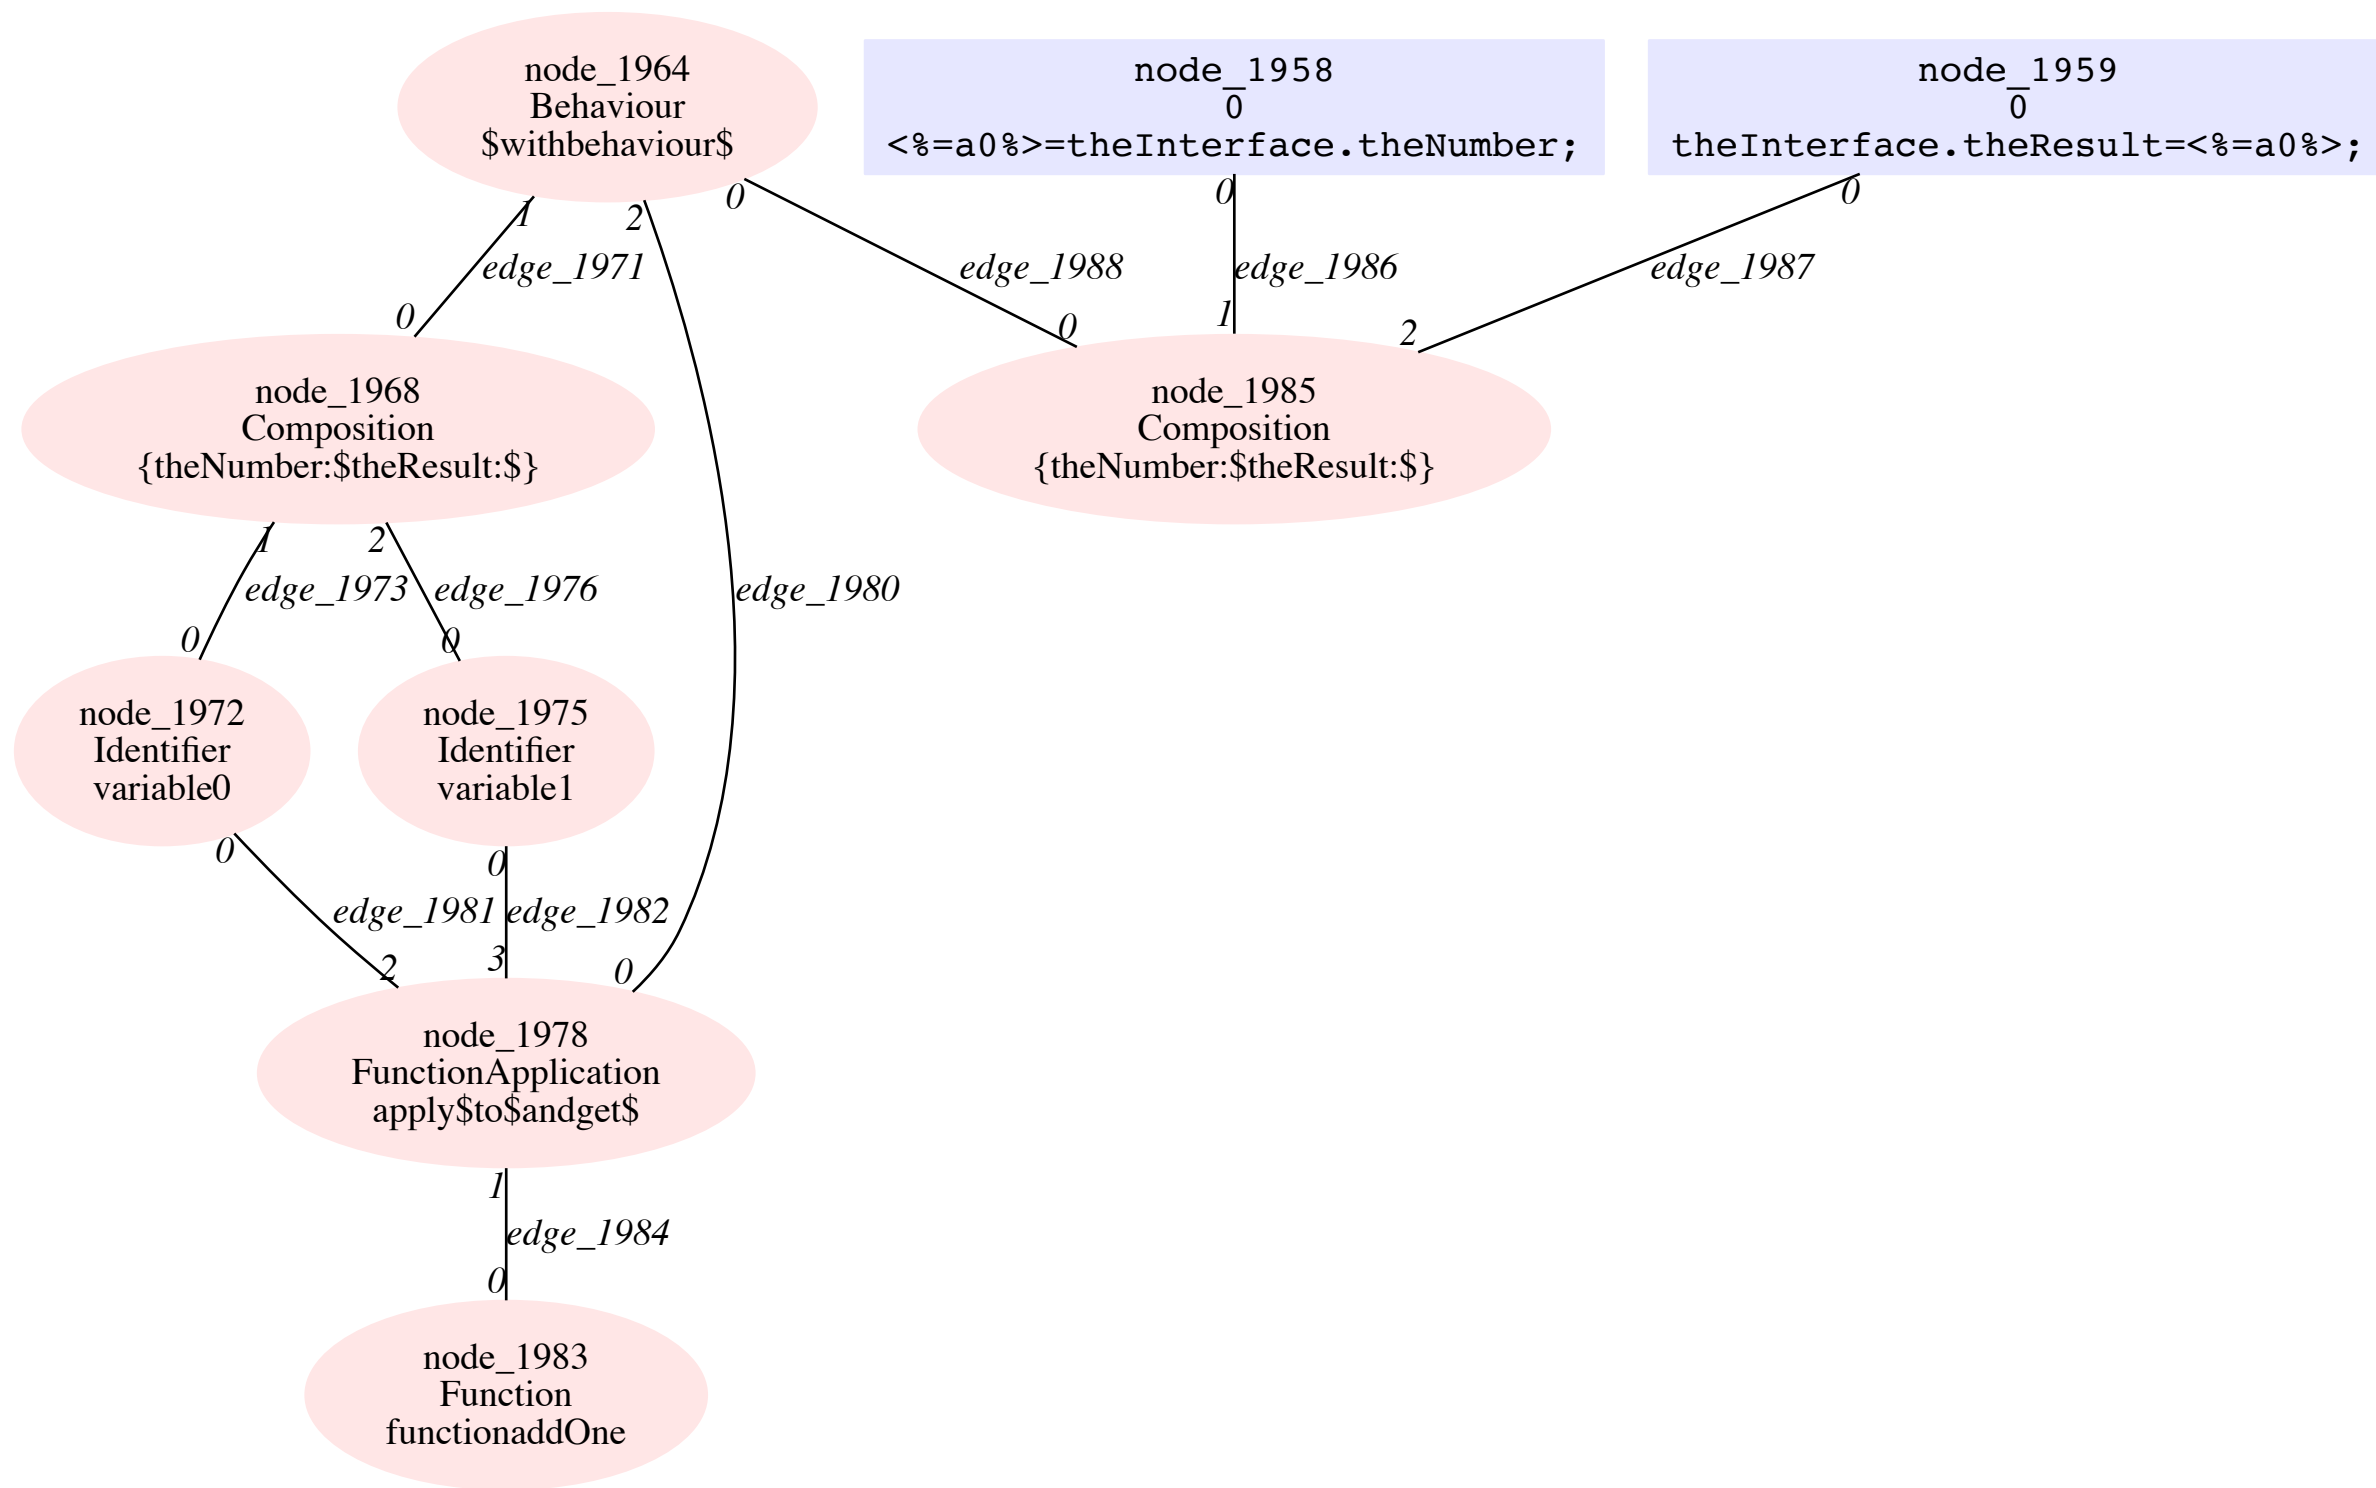 node_1964
Behaviour
$withbehaviour$
node_1958
0
<%=a0%>=theInterface.theNumber;
node_1959
0
theInterface.theResult=<%=a0%>;
1
2
0
0
0
edge_1971
edge_1988
edge_1986
edge_1987
0
0
1
2
node_1968
Composition
{theNumber:$theResult:$}
node_1985
Composition
{theNumber:$theResult:$}
1
2
edge_1973
edge_1976
edge_1980
0
0
node_1972
Identifier
variable0
node_1975
Identifier
variable1
0
0
edge_1981
edge_1982
2
3
0
node_1978
FunctionApplication
apply$to$andget$
1
edge_1984
0
node_1983
Function
functionaddOne